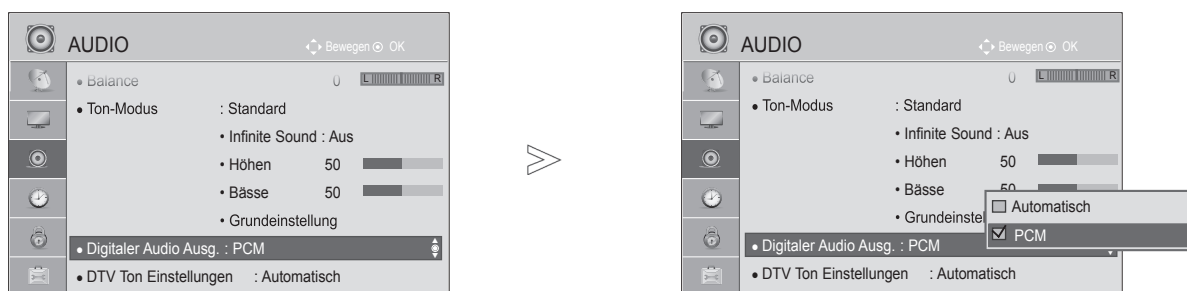 AUDIO
Bewegen OK
• Balance 0 L R
• Ton-Modus : Standard
• Infinite Sound : Aus
• Höhen 50
• Bässe 50
• Grundeinstellung
• Digitaler Audio Ausg. : PCM
• DTV Ton Einstellungen : Automatisch
>>
AUDIO
Bewegen OK
• Balance 0 L R
• Ton-Modus : Standard
• Infinite Sound : Aus
• Höhen 50
• Bässe 50
• Grundeinstel
Automatisch
PCM
• Digitaler Audio Ausg. : PCM
• DTV Ton Einstellungen : Automatisch